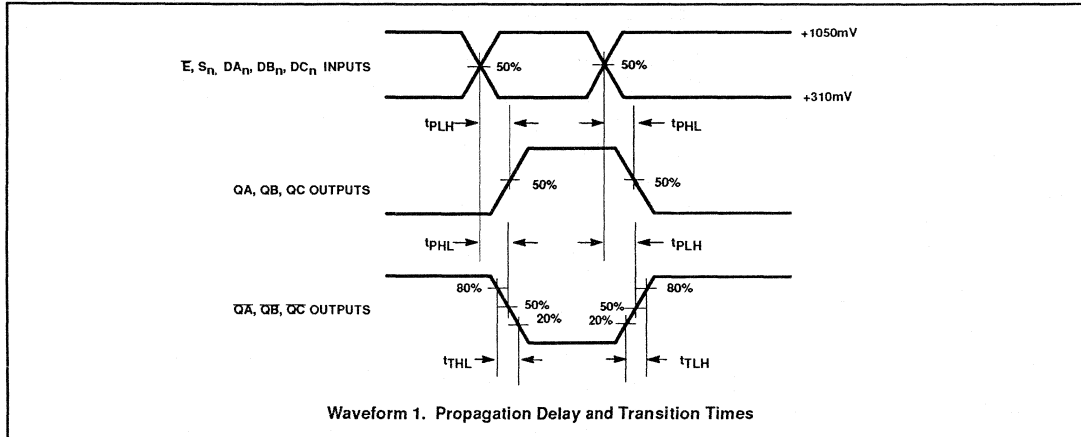 +1050mV
E̅, Sn, DAn, DBn, DCn INPUTS
50%
50%
+310mV
tPLH
tPHL
QA, QB, QC OUTPUTS
50%
50%
tPHL
tPLH
80%
80%
Q̅A̅, Q̅B̅, Q̅C̅ OUTPUTS
50%
50%
20%
20%
tTHL
tTLH
Waveform 1. Propagation Delay and Transition Times